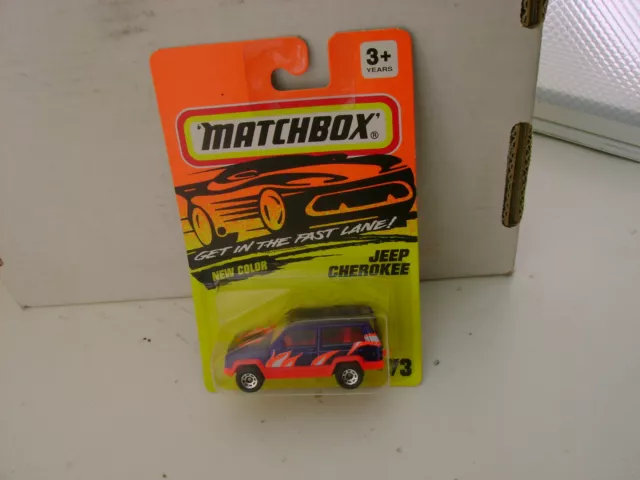 3+
YEARS
'MATCHBOX'®
GET IN THE FAST LANE!
NEW COLOR
JEEP
CHEROKEE
73